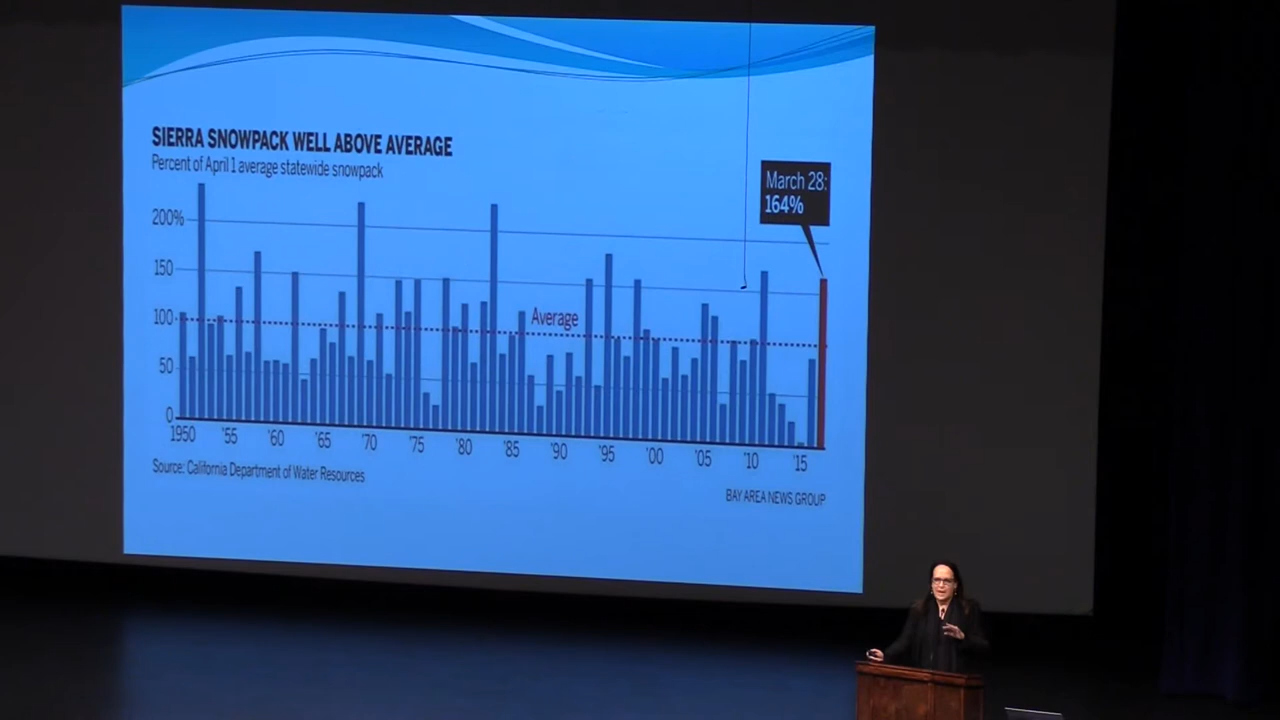 SIERRA SNOWPACK WELL ABOVE AVERAGE
Percent of April 1 average statewide snowpack
March 28:
164%
200%
150
100
Average
50
0
1950 '55 '60 '65 '70 '75 '80 '85 '90 '95 '00 '05 '10 '15
Source: California Department of Water Resources
BAY AREA NEWS GROUP